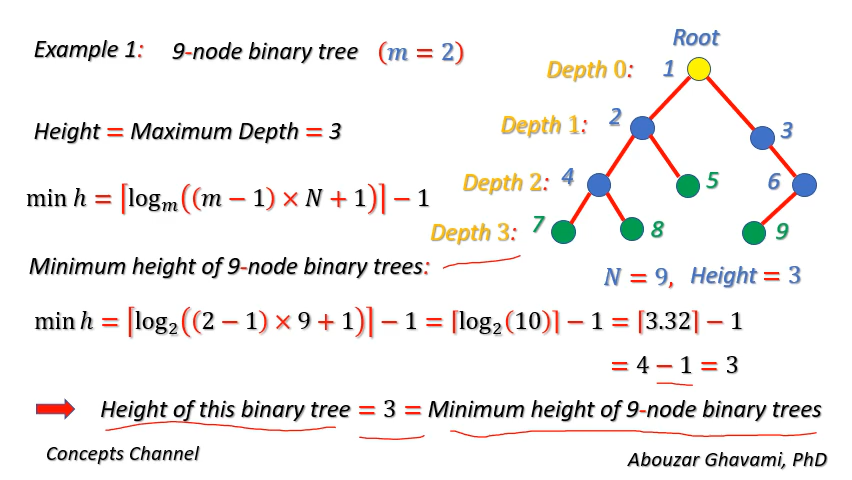 Example 1: 9-node binary tree (m = 2)
Root
Depth 0: 1
Depth 1: 2 3
Height = Maximum Depth = 3
Depth 2: 4 5 6
min h = ⌈logₘ((m − 1) × N + 1)⌉ − 1
Depth 3: 7 8 9
Minimum height of 9-node binary trees:
N = 9, Height = 3
min h = ⌈log₂((2 − 1) × 9 + 1)⌉ − 1 = ⌈log₂(10)⌉ − 1 = ⌈3.32⌉ − 1
= 4 − 1 = 3
Height of this binary tree = 3 = Minimum height of 9-node binary trees
Concepts Channel
Abouzar Ghavami, PhD